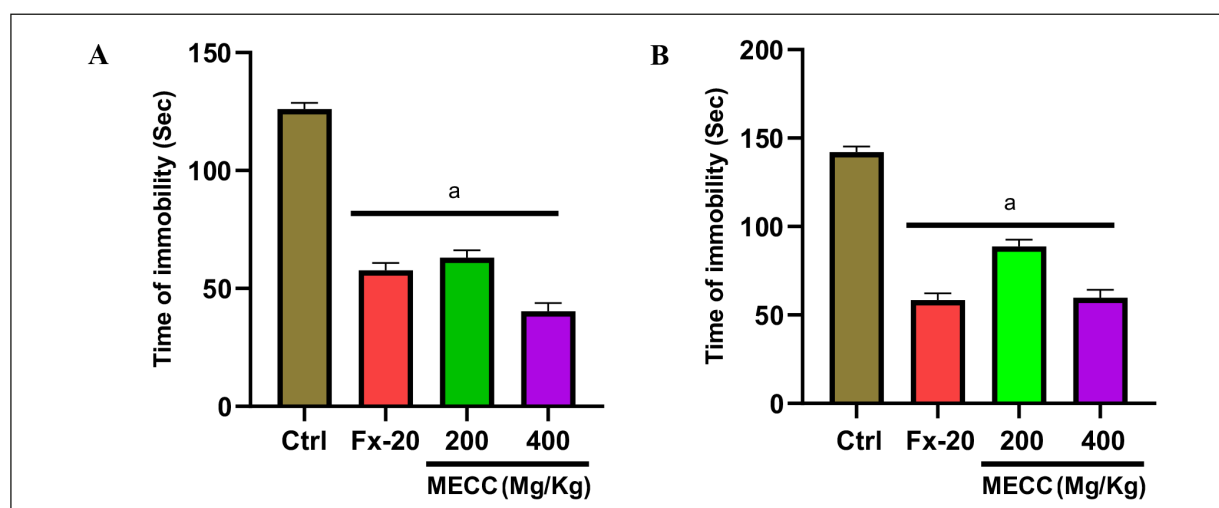 A
Time of immobility (Sec)
150
100
50
0
a
Ctrl Fx-20 200 400
MECC (Mg/Kg)
B
Time of immobility (Sec)
200
150
100
50
0
a
Ctrl Fx-20 200 400
MECC (Mg/Kg)